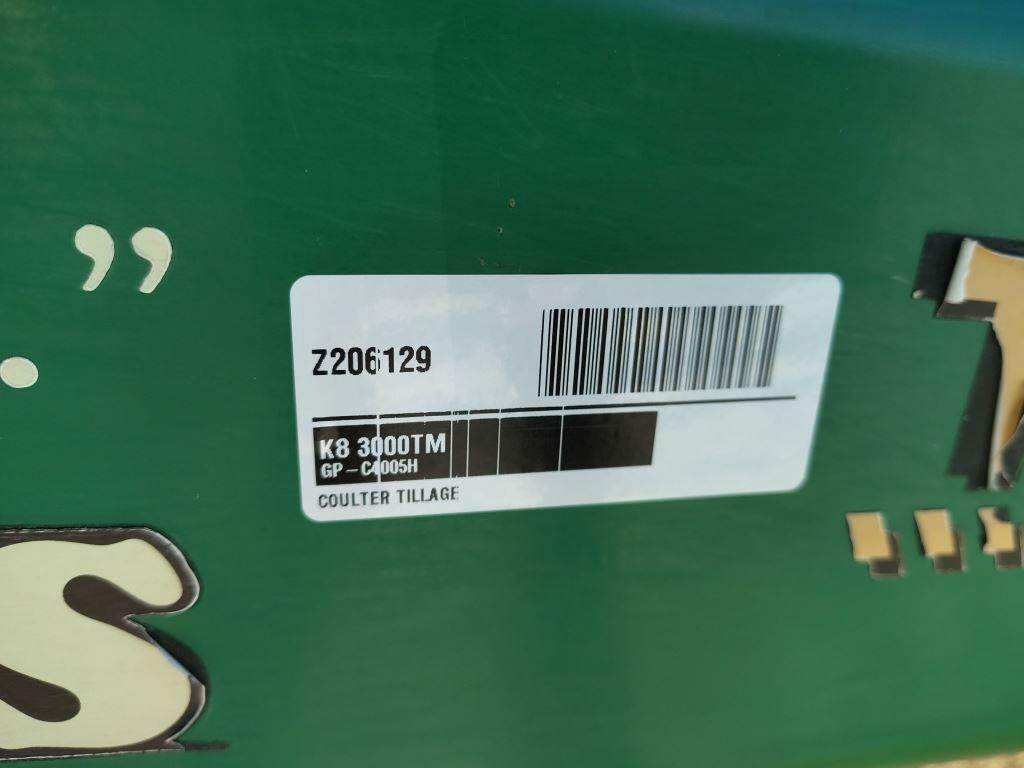 ”
Z206129
K8 3000TM
GP-C4005H
COULTER TILLAGE
S